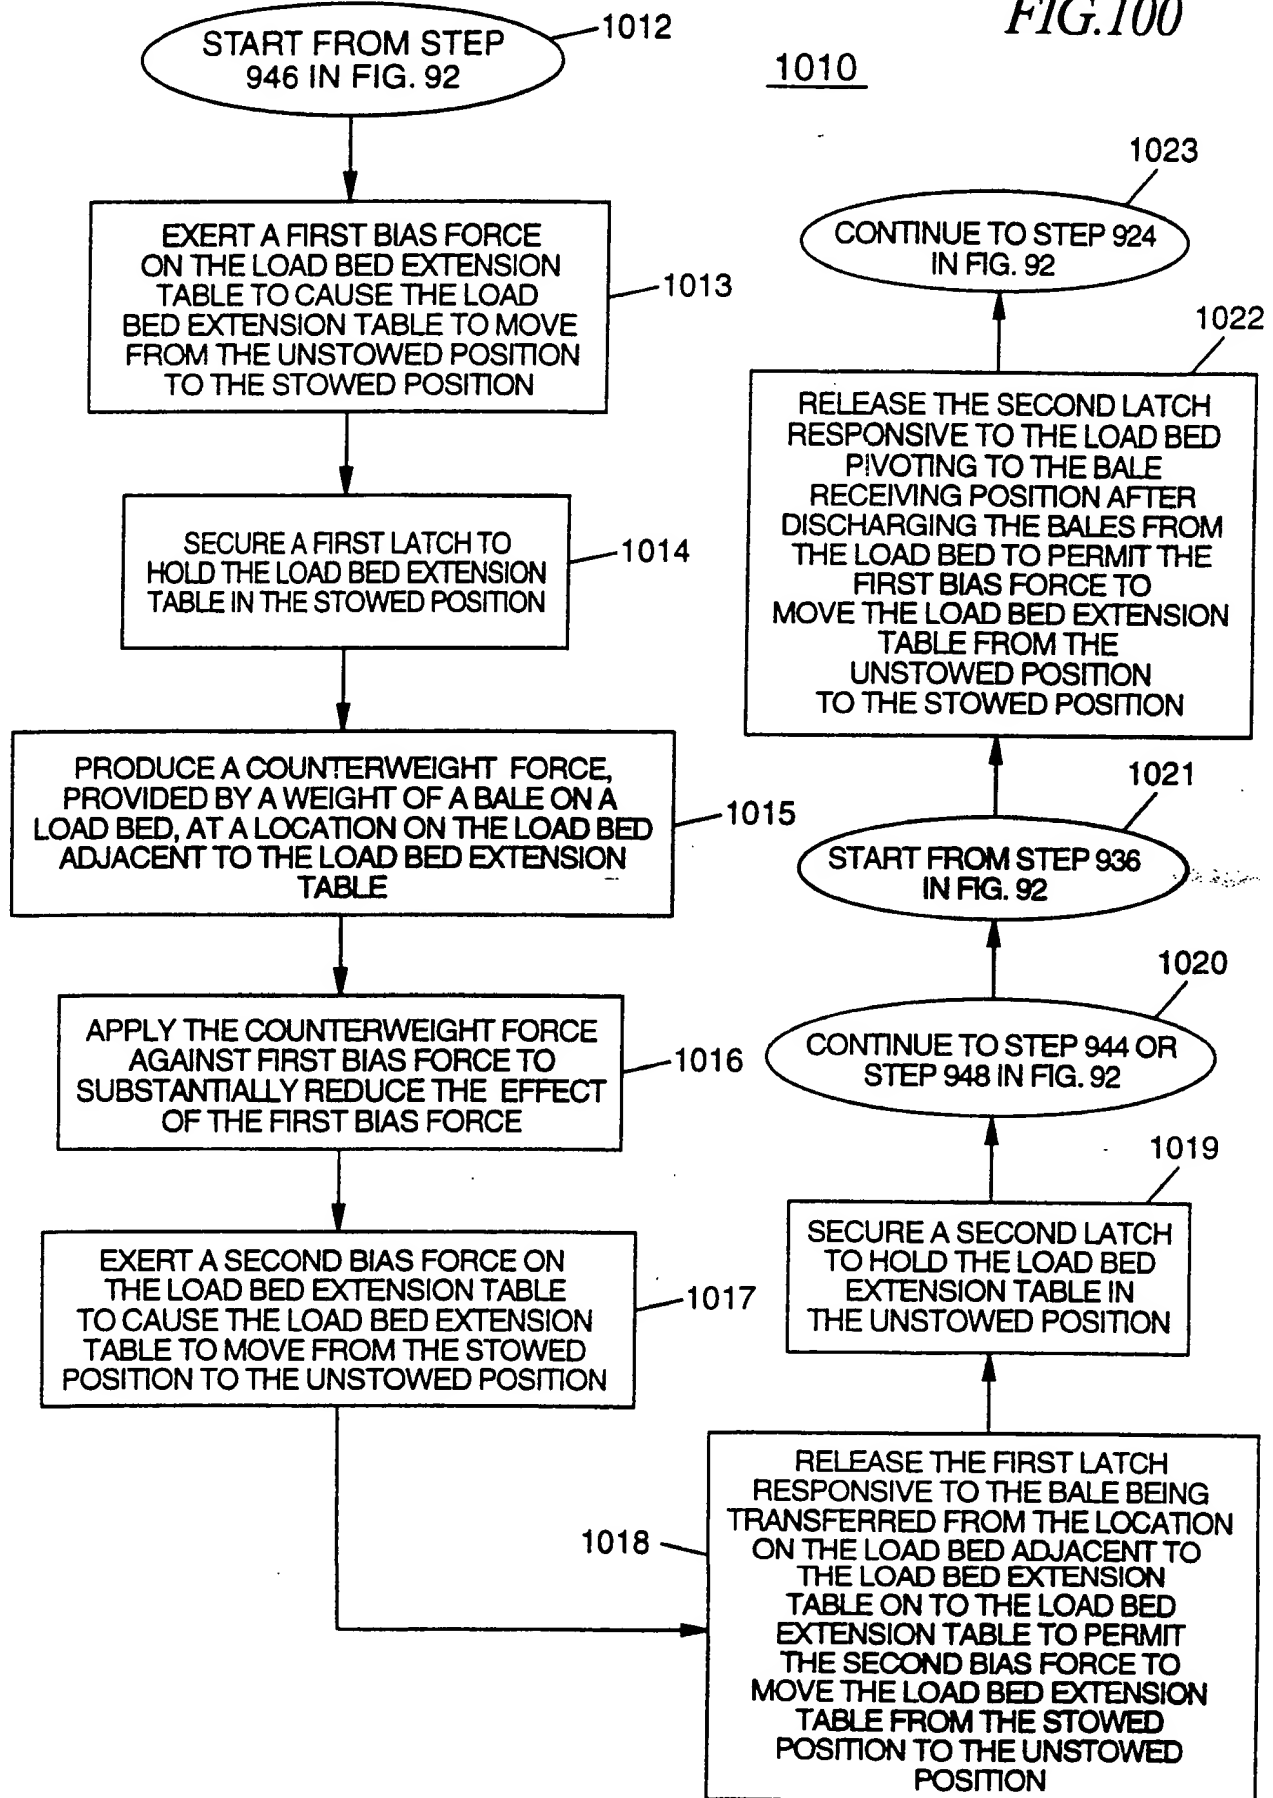 FIG.100
1010
START FROM STEP
946 IN FIG. 92
1012
EXERT A FIRST BIAS FORCE
ON THE LOAD BED EXTENSION
TABLE TO CAUSE THE LOAD
BED EXTENSION TABLE TO MOVE
FROM THE UNSTOWED POSITION
TO THE STOWED POSITION
1013
SECURE A FIRST LATCH TO
HOLD THE LOAD BED EXTENSION
TABLE IN THE STOWED POSITION
1014
PRODUCE A COUNTERWEIGHT FORCE,
PROVIDED BY A WEIGHT OF A BALE ON A
LOAD BED, AT A LOCATION ON THE LOAD BED
ADJACENT TO THE LOAD BED EXTENSION
TABLE
1015
APPLY THE COUNTERWEIGHT FORCE
AGAINST FIRST BIAS FORCE TO
SUBSTANTIALLY REDUCE THE EFFECT
OF THE FIRST BIAS FORCE
1016
EXERT A SECOND BIAS FORCE ON
THE LOAD BED EXTENSION TABLE
TO CAUSE THE LOAD BED EXTENSION
TABLE TO MOVE FROM THE STOWED
POSITION TO THE UNSTOWED POSITION
1017
RELEASE THE FIRST LATCH
RESPONSIVE TO THE BALE BEING
TRANSFERRED FROM THE LOCATION
ON THE LOAD BED ADJACENT TO
THE LOAD BED EXTENSION
TABLE ON TO THE LOAD BED
EXTENSION TABLE TO PERMIT
THE SECOND BIAS FORCE TO
MOVE THE LOAD BED EXTENSION
TABLE FROM THE STOWED
POSITION TO THE UNSTOWED
POSITION
1018
SECURE A SECOND LATCH
TO HOLD THE LOAD BED
EXTENSION TABLE IN
THE UNSTOWED POSITION
1019
CONTINUE TO STEP 944 OR
STEP 948 IN FIG. 92
1020
START FROM STEP 936
IN FIG. 92
1021
RELEASE THE SECOND LATCH
RESPONSIVE TO THE LOAD BED
PIVOTING TO THE BALE
RECEIVING POSITION AFTER
DISCHARGING THE BALES FROM
THE LOAD BED TO PERMIT THE
FIRST BIAS FORCE TO
MOVE THE LOAD BED EXTENSION
TABLE FROM THE
UNSTOWED POSITION
TO THE STOWED POSITION
1022
CONTINUE TO STEP 924
IN FIG. 92
1023